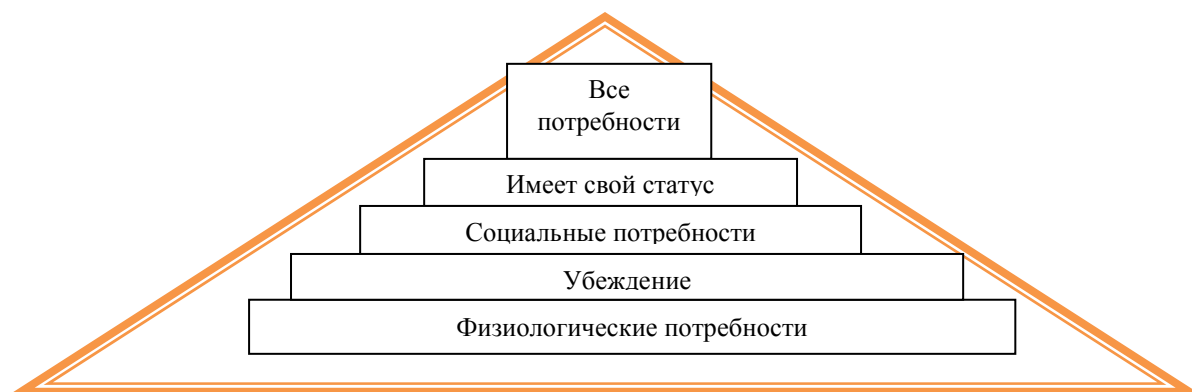 Все
потребности
Имеет свой статус
Социальные потребности
Убеждение
Физиологические потребности